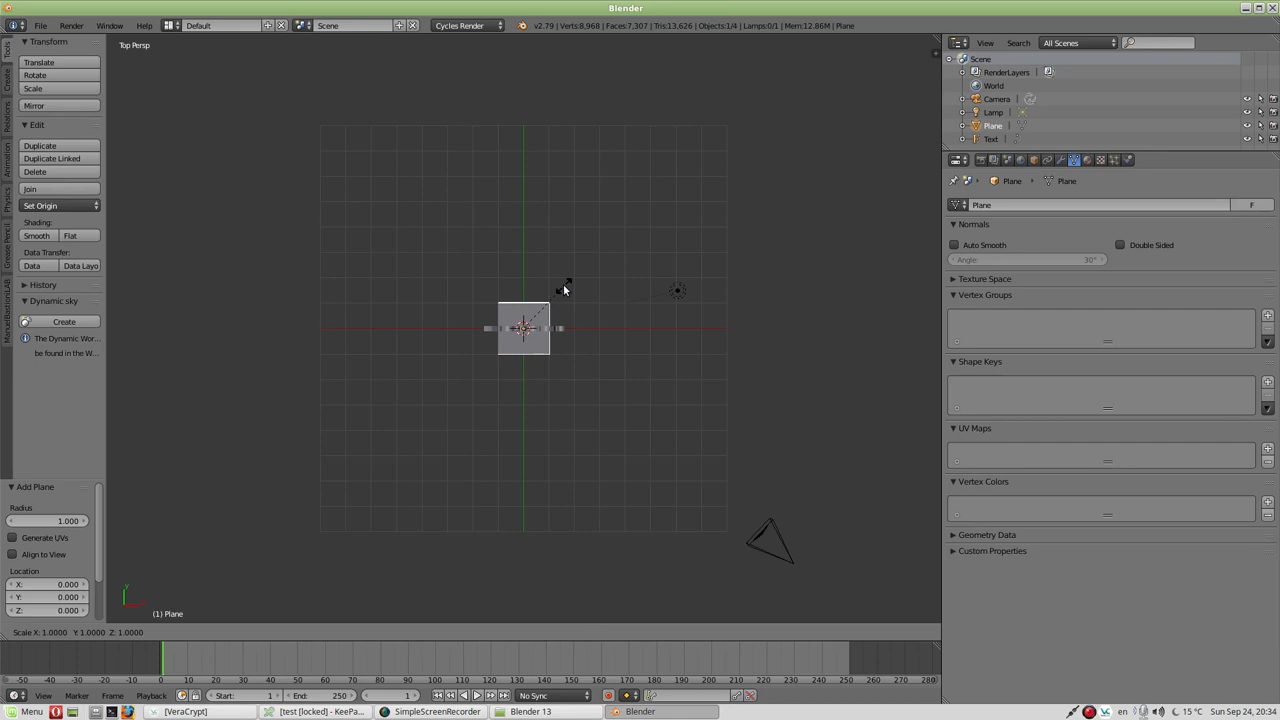 Blender
File Render Window Help Default Scene Cycles Render v2.79 | Verts:8,968 | Faces:7,307 | Tris:13,626 | Objects:1/4 | Lamps:0/1 | Mem:12.86M | Plane
Tools
Create
Relations
Animation
Physics
Grease Pencil
ManuelBastioniLAB
Transform
Translate
Rotate
Scale
Mirror
Edit
Duplicate
Duplicate Linked
Delete
Join
Set Origin
Shading:
Smooth Flat
Data Transfer:
Data Data Layo
History
Dynamic sky
Create
The Dynamic Wor...
be found in the W...
Add Plane
Radius
1.000
Generate UVs
Align to View
Location
X: 0.000
Y: 0.000
Z: 0.000
Top Persp
y
(1) Plane
Scale X: 1.0000 Y: 1.0000 Z: 1.0000
View Search All Scenes
Scene
RenderLayers
World
Camera
Lamp
Plane
Text
Plane Plane
Plane F
Normals
Auto Smooth Double Sided
Angle: 30°
Texture Space
Vertex Groups
Shape Keys
UV Maps
Vertex Colors
Geometry Data
Custom Properties
-50 -40 -30 -20 -10 0 10 20 30 40 50 60 70 80 90 100 110 120 130 140 150 160 170 180 190 200 210 220 230 240 250 260 270 280
View Marker Frame Playback Start: 1 End: 250 1 No Sync
Menu [VeraCrypt] [test [locked] - KeePa... SimpleScreenRecorder Blender 13 Blender en 15 °C Sun Sep 24, 20:34